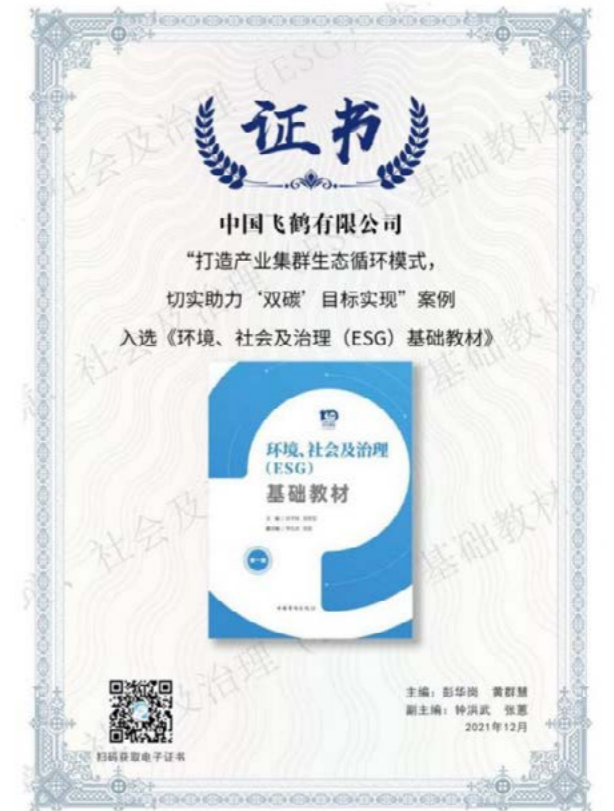 证书
中国飞鹤有限公司
“打造产业集群生态循环模式，
切实助力‘双碳’目标实现”案例
入选《环境、社会及治理（ESG）基础教材》
环境、社会及治理
（ESG）
基础教材
扫码获取电子证书
主编：彭华岗 黄群慧
副主编：钟洪武 张蒽
2021年12月